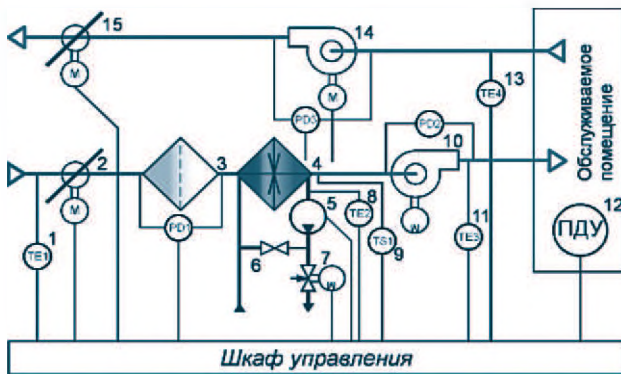 15
14
M
M
13
PD3
TE4
Обслуживаемое
помещение
2
3
4
PD2
10
M
5
8
1
PD1
TE2
11
12
ПДУ
TE1
6
7
TS1
9
TE3
Шкаф управления